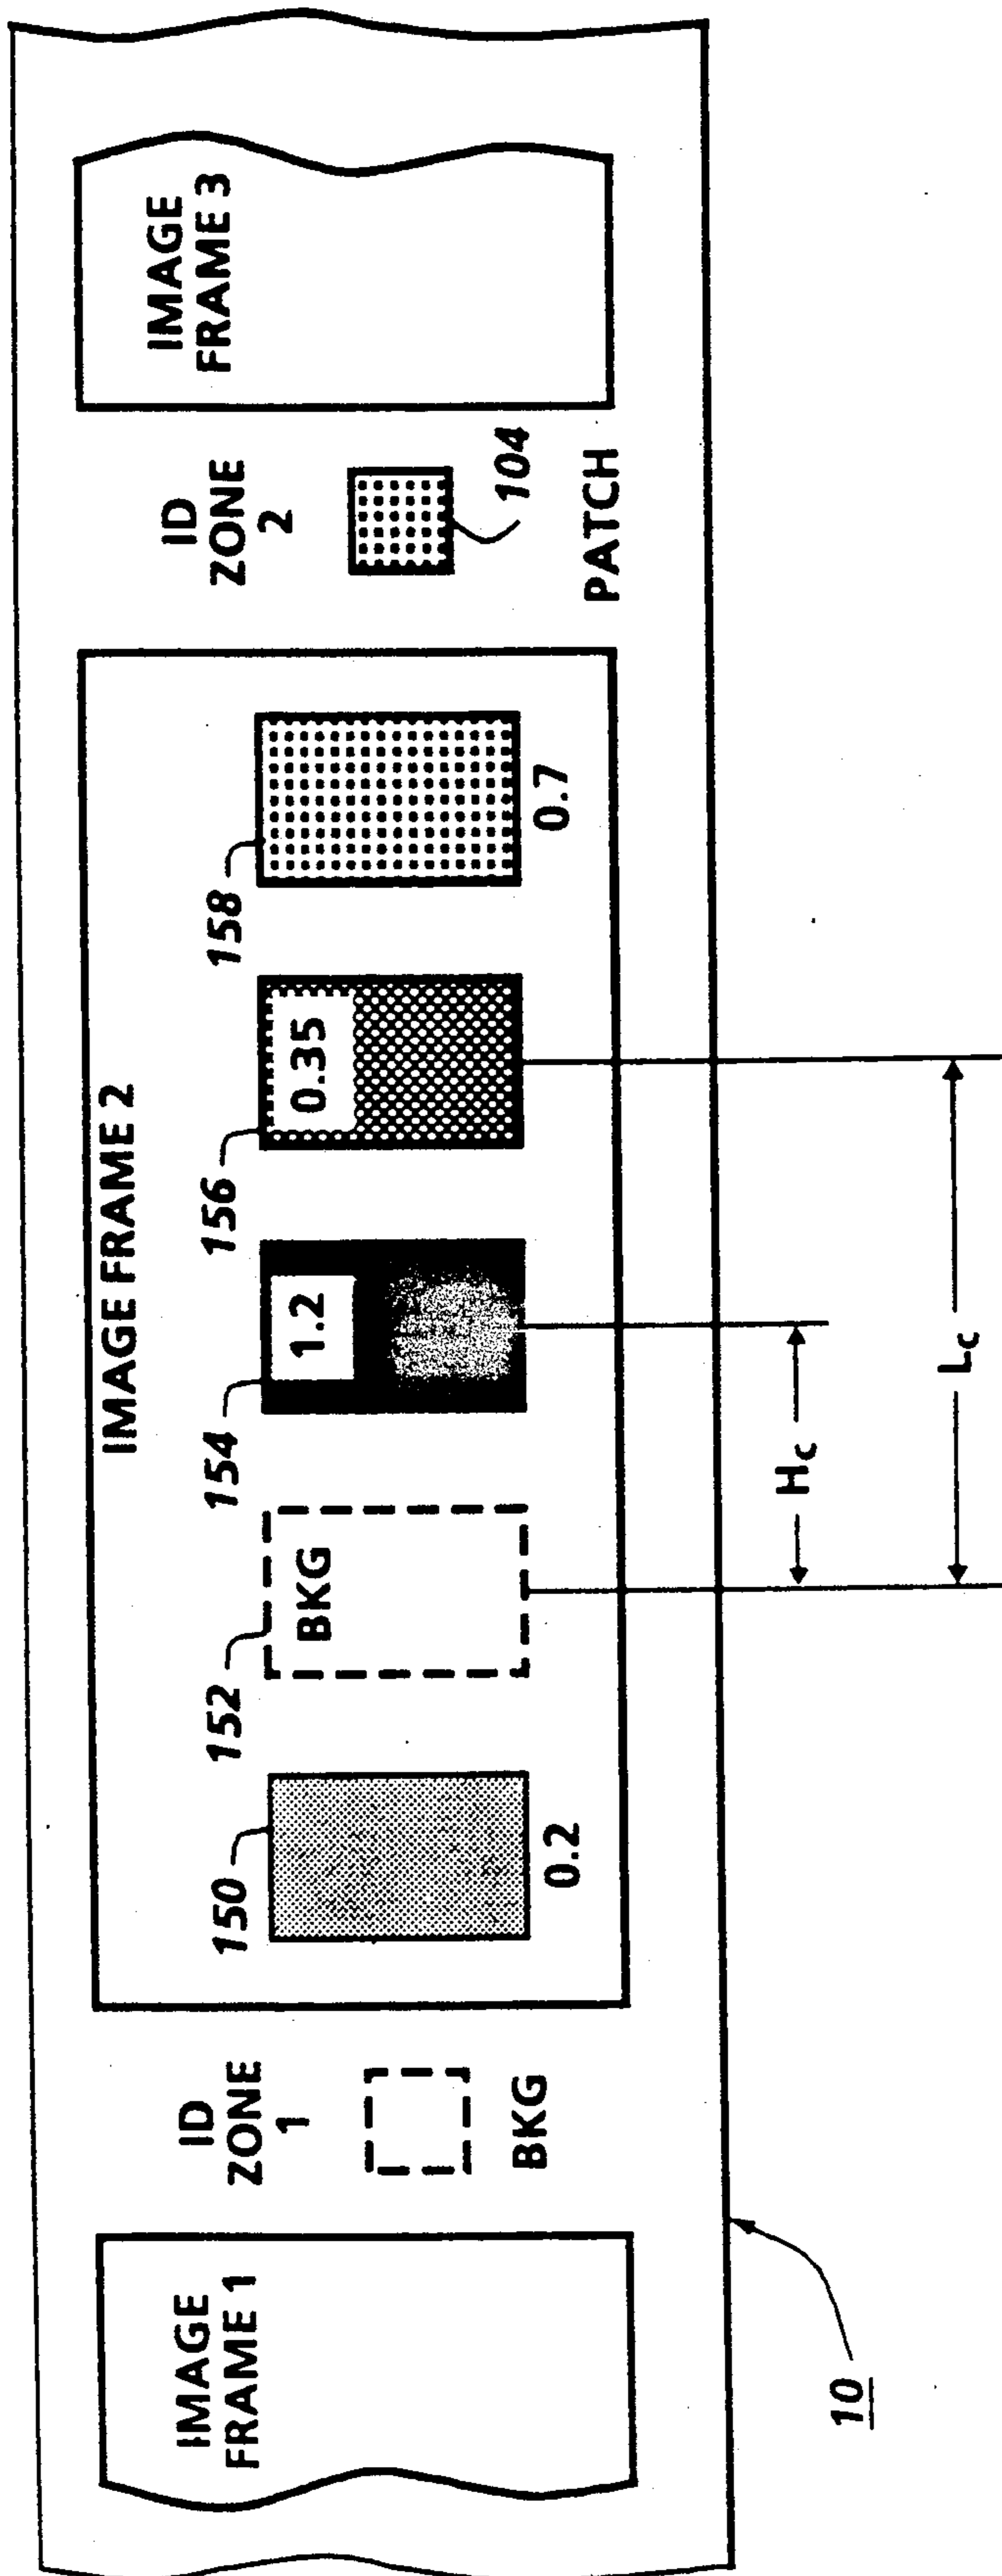 IMAGE
FRAME 1
ID
ZONE
1
BKG
IMAGE FRAME 2
150
0.2
152
BKG
154
1.2
156
0.35
158
0.7
ID
ZONE
2
104
PATCH
IMAGE
FRAME 3
Hc
Lc
10